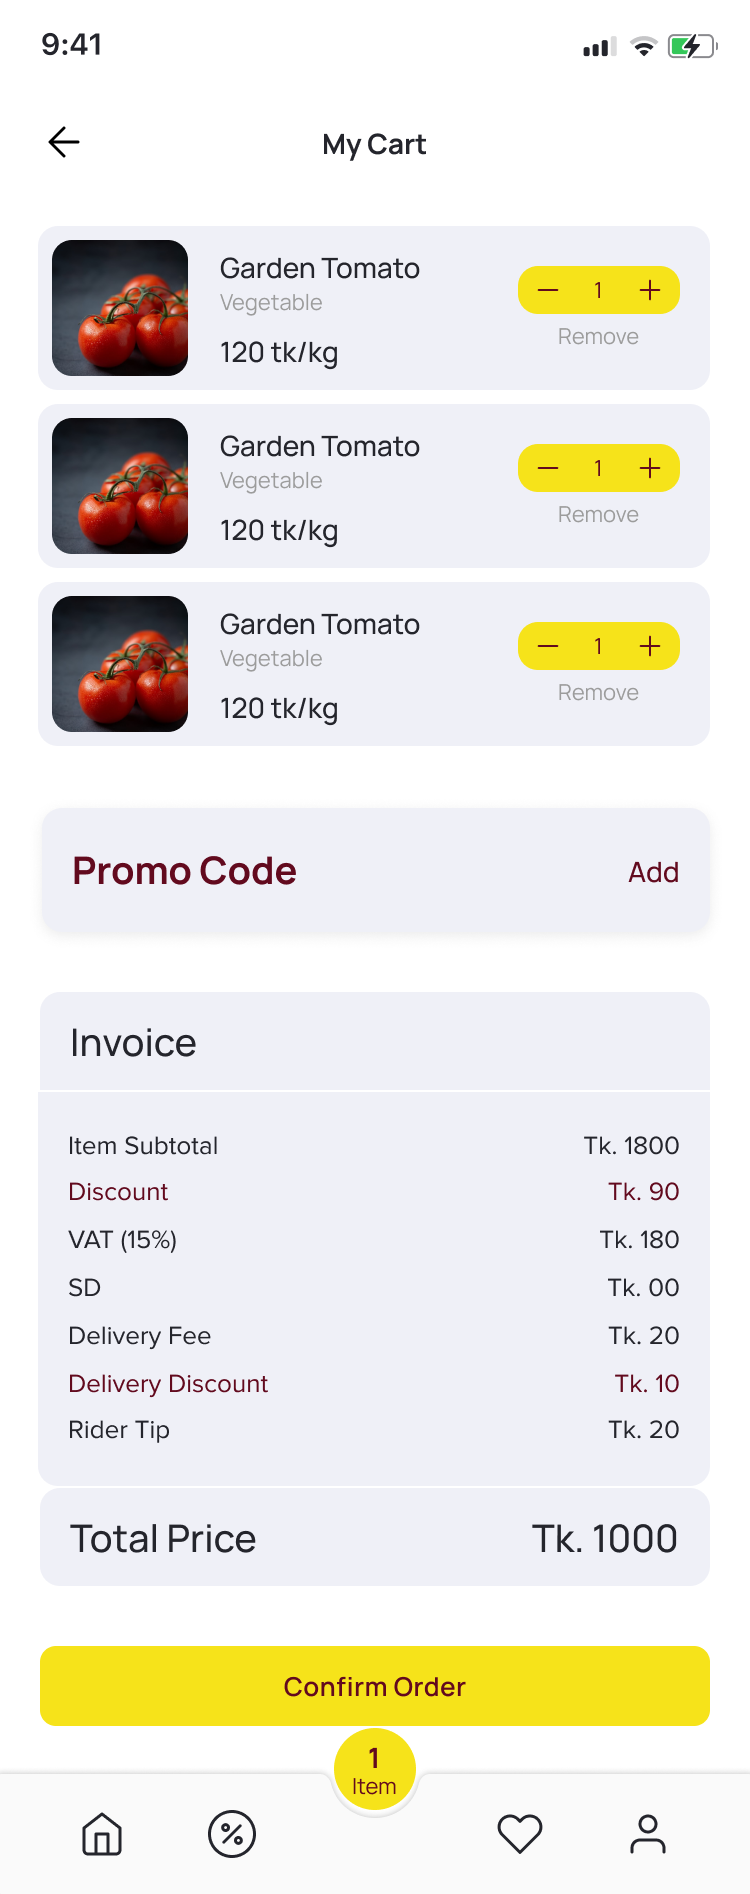 9:41
My Cart
Garden Tomato
Vegetable
120 tk/kg
1
Remove
Garden Tomato
Vegetable
120 tk/kg
1
Remove
Garden Tomato
Vegetable
120 tk/kg
1
Remove
Promo Code Add
Invoice
Item Subtotal Tk. 1800
Discount Tk. 90
VAT (15%) Tk. 180
SD Tk. 00
Delivery Fee Tk. 20
Delivery Discount Tk. 10
Rider Tip Tk. 20
Total Price Tk. 1000
Confirm Order
1
Item